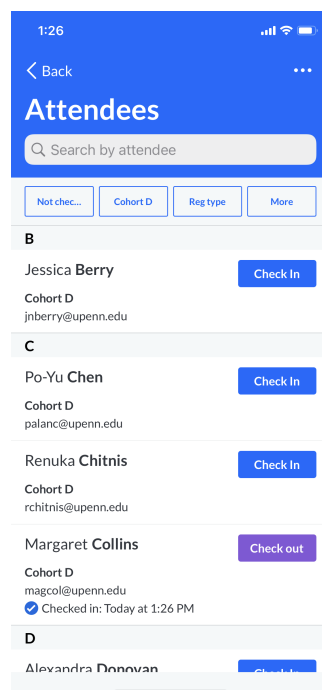 1:26
Back
Attendees
Search by attendee
Not chec... Cohort D Reg type More
B
Jessica Berry
Check In
Cohort D
jnberry@upenn.edu
C
Po-Yu Chen
Check In
Cohort D
palanc@upenn.edu
Renuka Chitnis
Check In
Cohort D
rchitnis@upenn.edu
Margaret Collins
Check out
Cohort D
magcol@upenn.edu
Checked in: Today at 1:26 PM
D
Alexandra Donovan
Check In